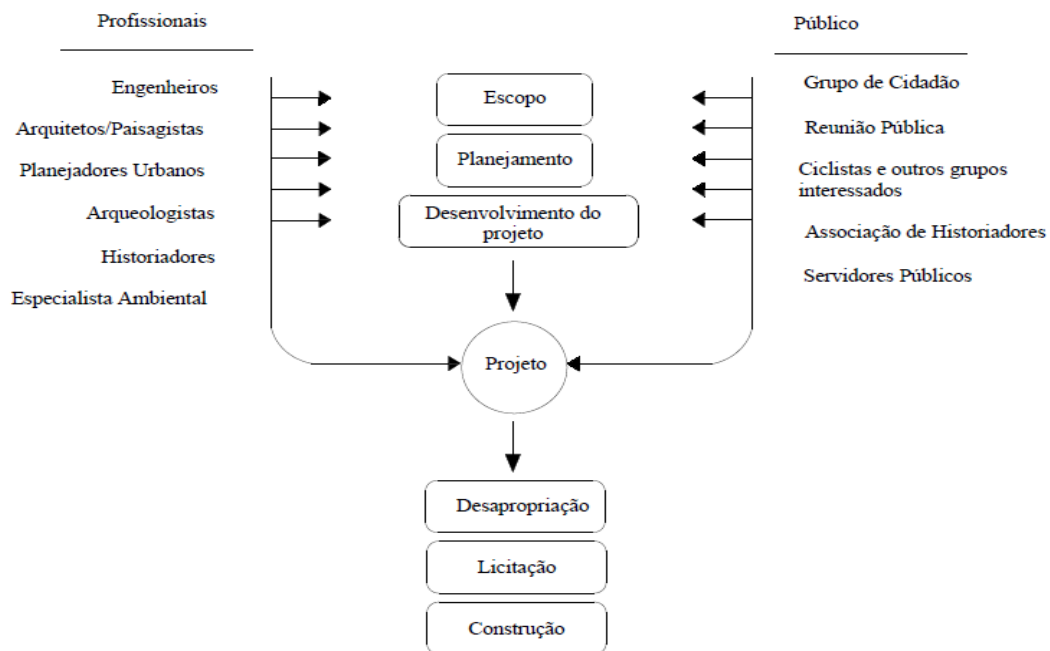 Profissionais
Engenheiros
Arquitetos/Paisagistas
Planejadores Urbanos
Arqueologistas
Historiadores
Especialista Ambiental
Escopo
Planejamento
Desenvolvimento do
projeto
Projeto
Desapropriação
Licitação
Construção
Público
Grupo de Cidadão
Reunião Pública
Ciclistas e outros grupos
interessados
Associação de Historiadores
Servidores Públicos